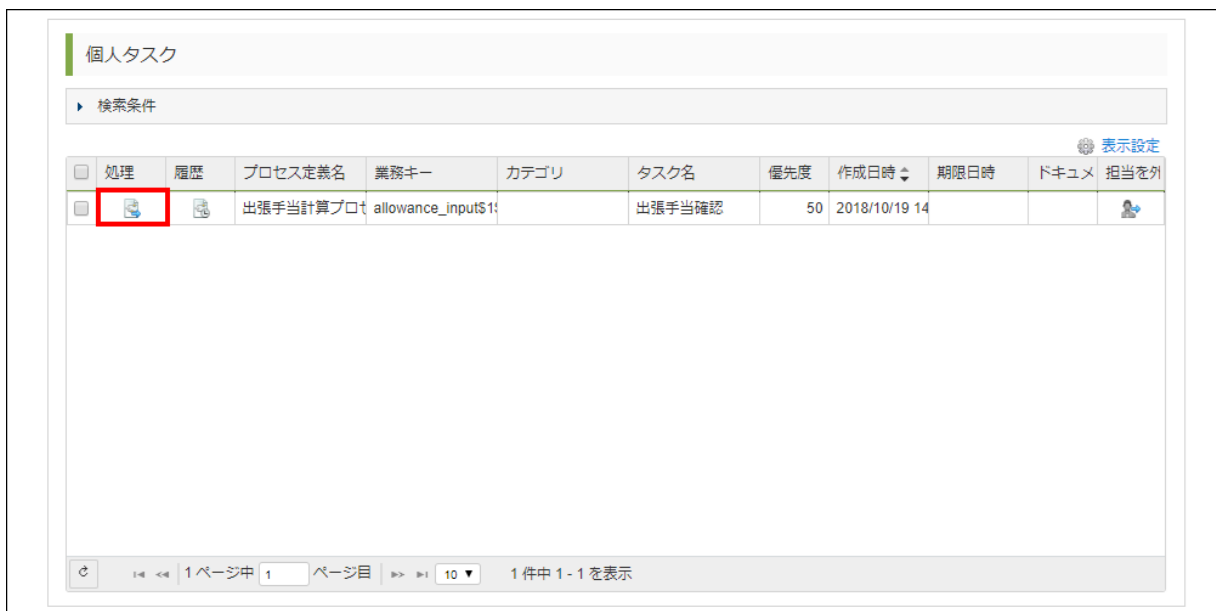 個人タスク
検索条件
表示設定
処理 履歴 プロセス定義名 業務キー カテゴリ タスク名 優先度 作成日時 期限日時 ドキュメ 担当を外
出張手当計算プロセ allowance_input$1$ 出張手当確認 50 2018/10/19 14
1 ページ中 1 ページ目 10 1 件中 1 - 1 を表示